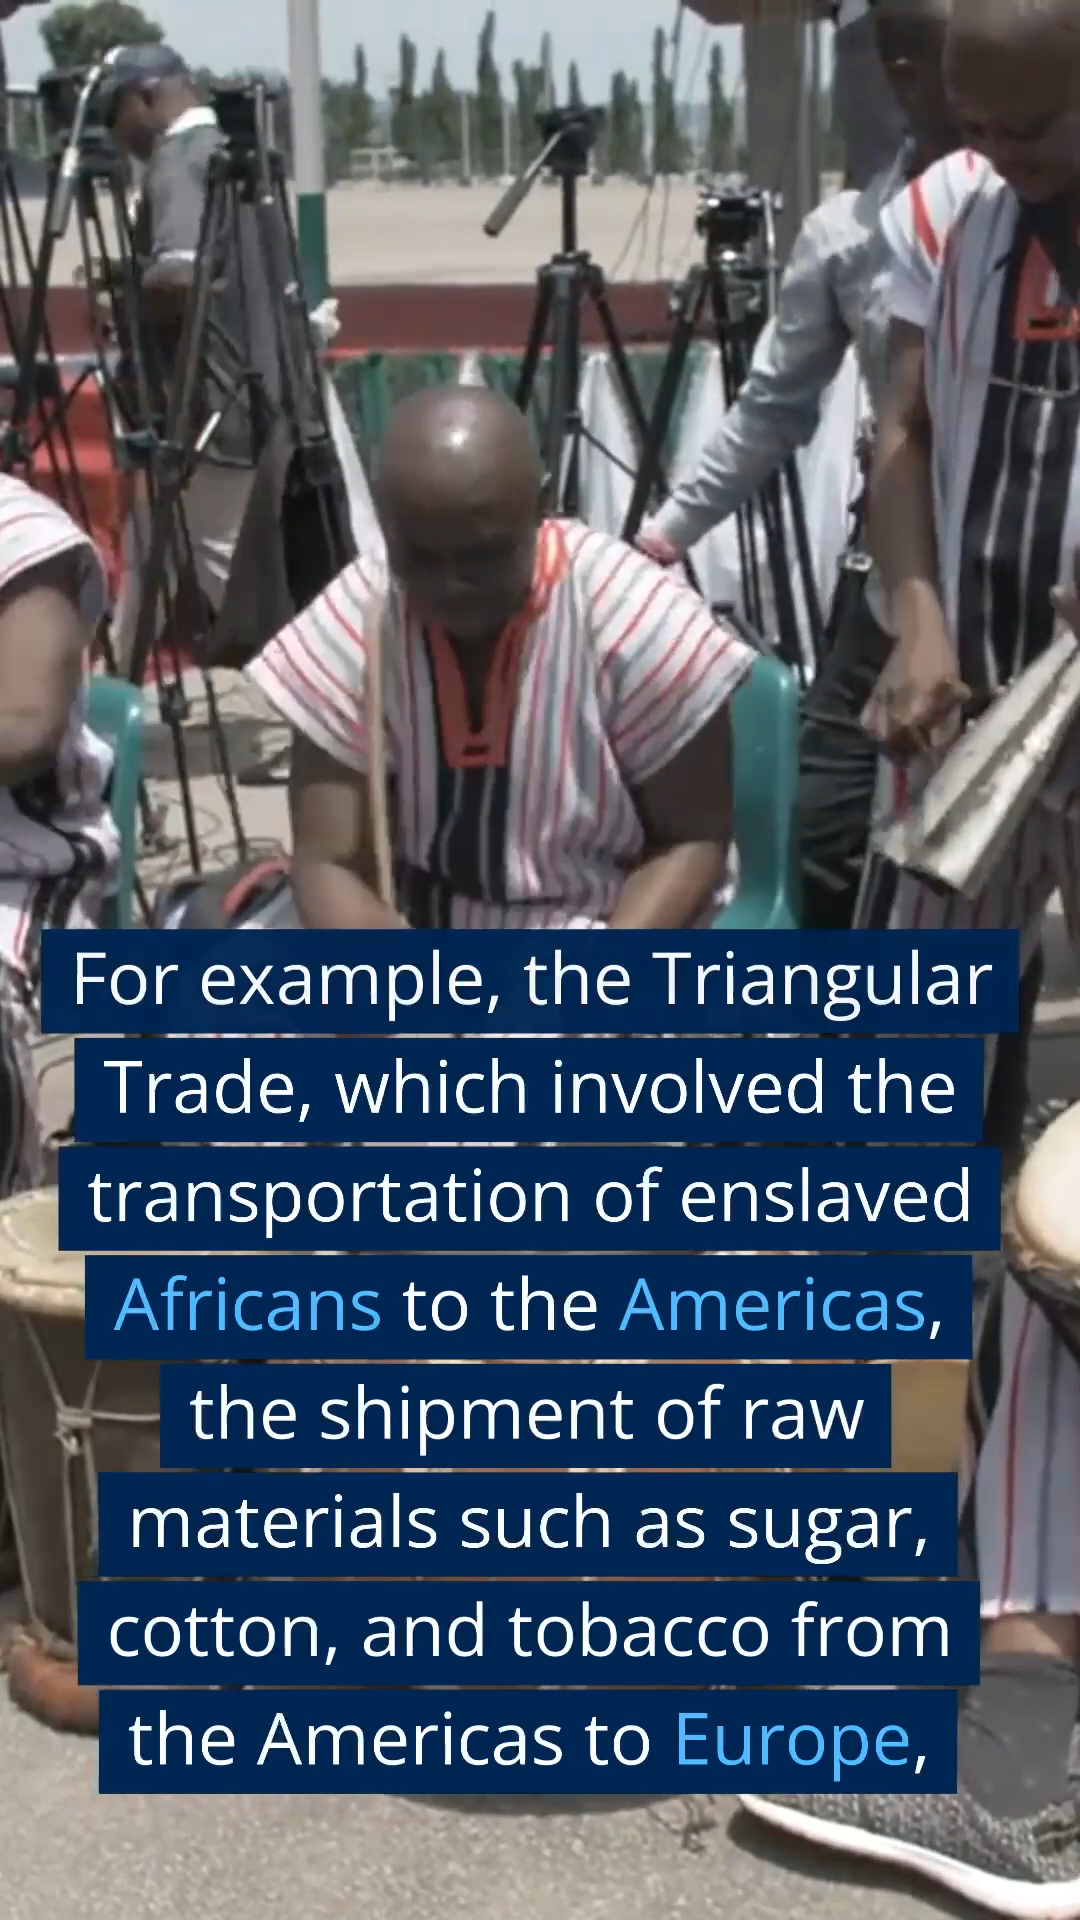 For example, the Triangular
Trade, which involved the
transportation of enslaved
Africans to the Americas,
the shipment of raw
materials such as sugar,
cotton, and tobacco from
the Americas to Europe,